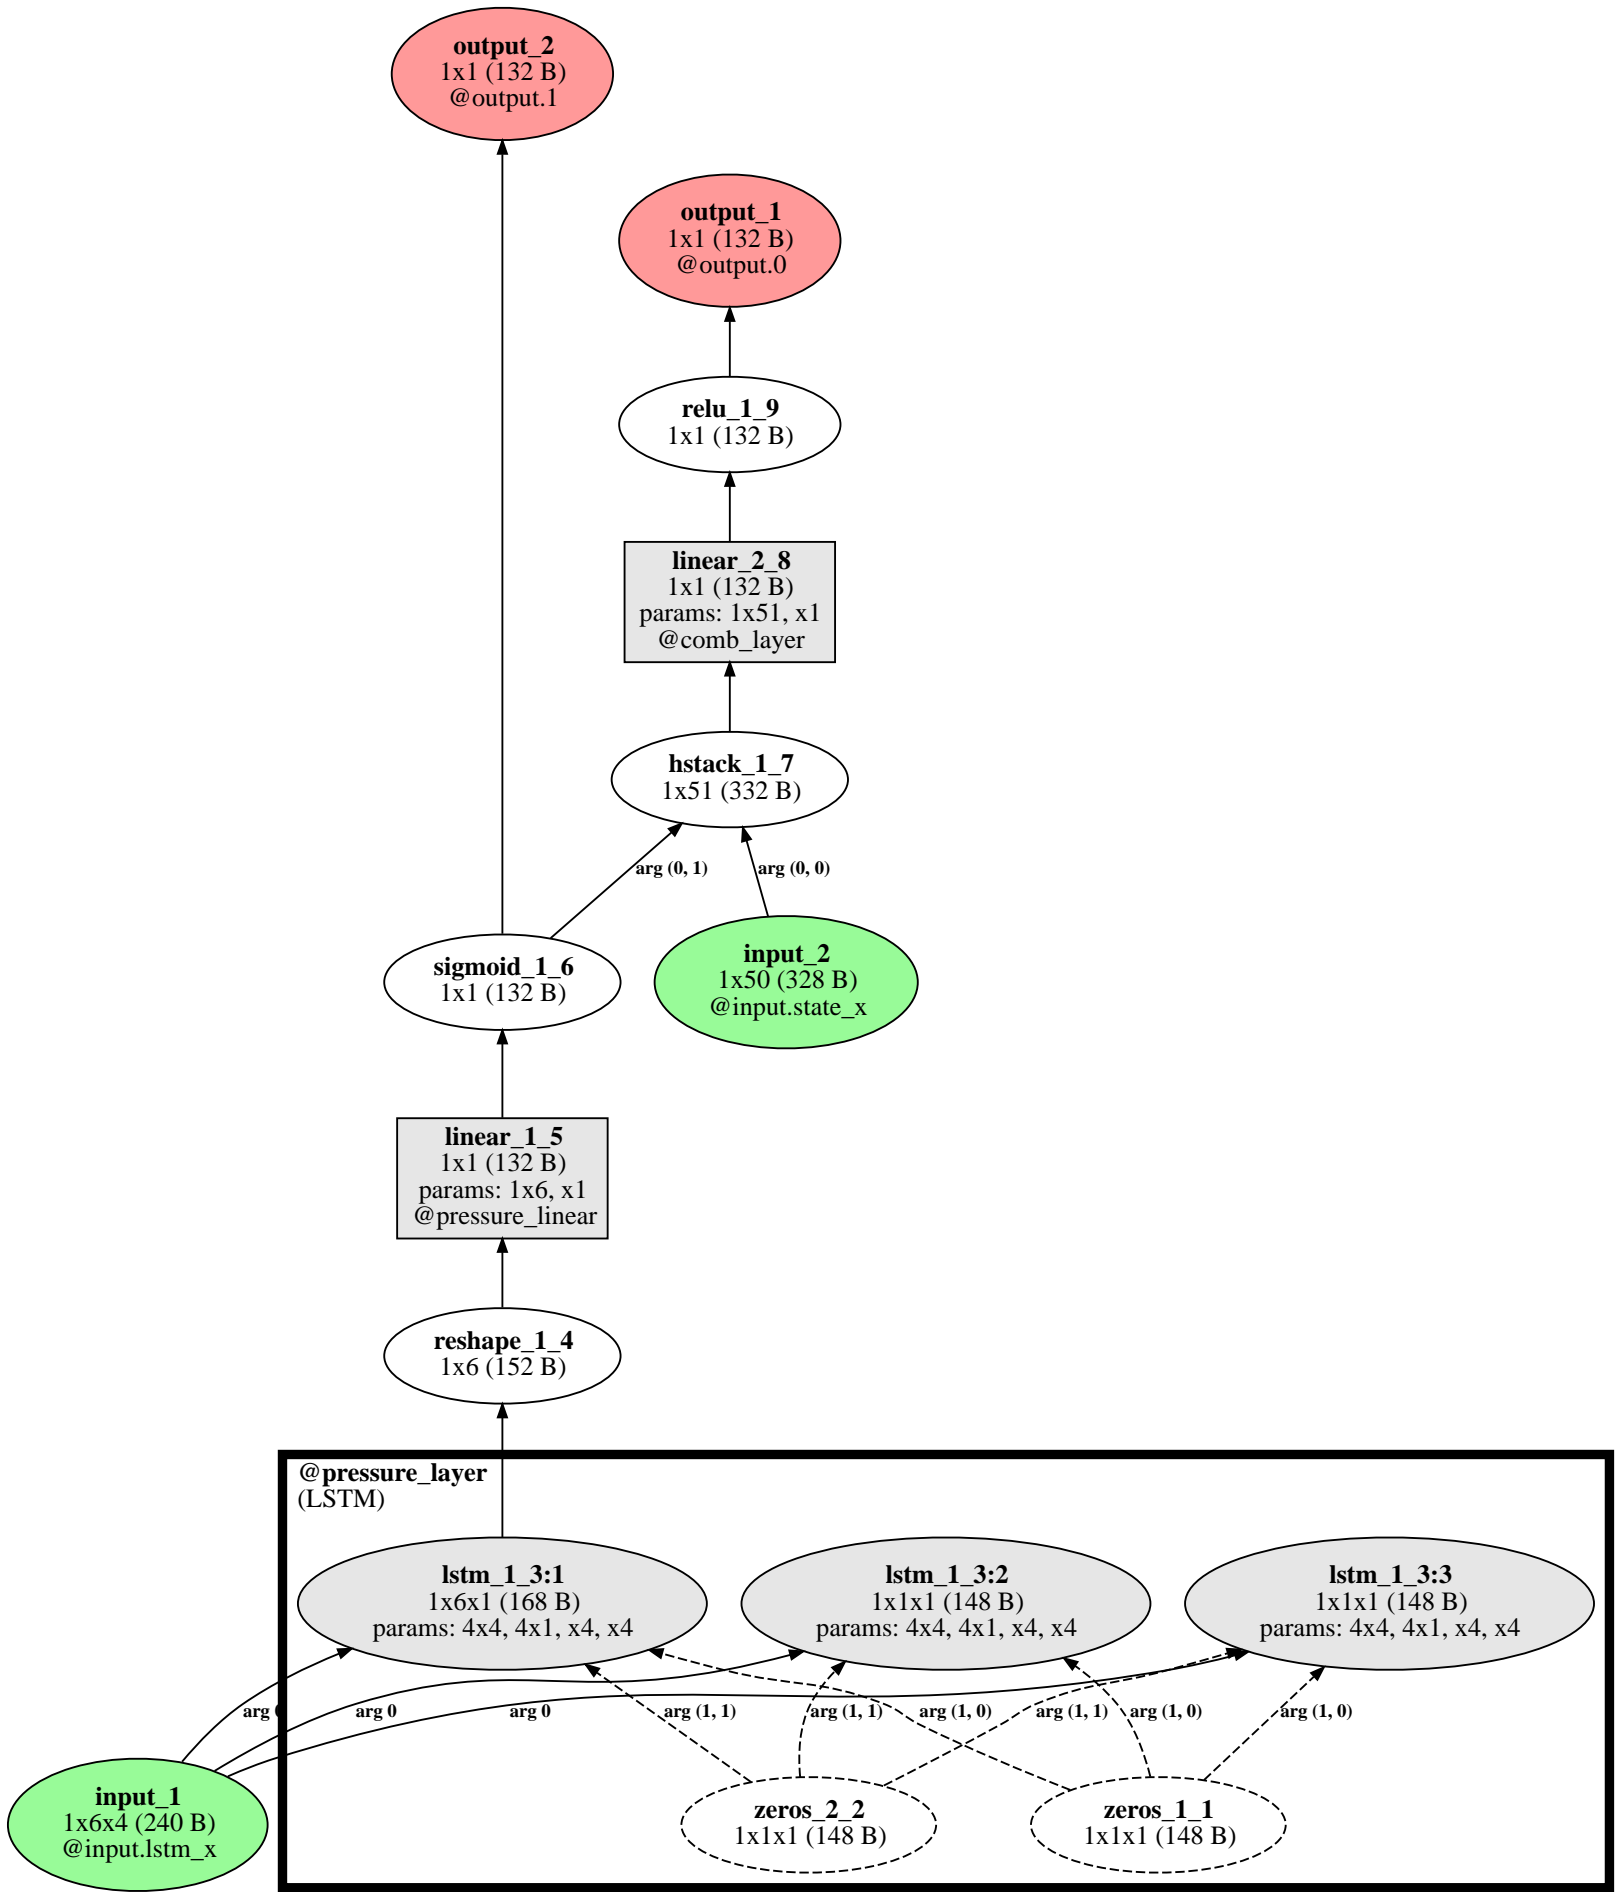 output_2
1x1 (132 B)
@output.1
output_1
1x1 (132 B)
@output.0
relu_1_9
1x1 (132 B)
linear_2_8
1x1 (132 B)
params: 1x51, x1
@comb_layer
hstack_1_7
1x51 (332 B)
arg (0, 1)
arg (0, 0)
sigmoid_1_6
1x1 (132 B)
input_2
1x50 (328 B)
@input.state_x
linear_1_5
1x1 (132 B)
params: 1x6, x1
@pressure_linear
reshape_1_4
1x6 (152 B)
@pressure_layer
(LSTM)
lstm_1_3:1
1x6x1 (168 B)
params: 4x4, 4x1, x4, x4
lstm_1_3:2
1x1x1 (148 B)
params: 4x4, 4x1, x4, x4
lstm_1_3:3
1x1x1 (148 B)
params: 4x4, 4x1, x4, x4
arg 0
arg 0
arg 0
arg (1, 1)
arg (1, 1)
arg (1, 0)
arg (1, 1)
arg (1, 0)
arg (1, 0)
input_1
1x6x4 (240 B)
@input.lstm_x
zeros_2_2
1x1x1 (148 B)
zeros_1_1
1x1x1 (148 B)